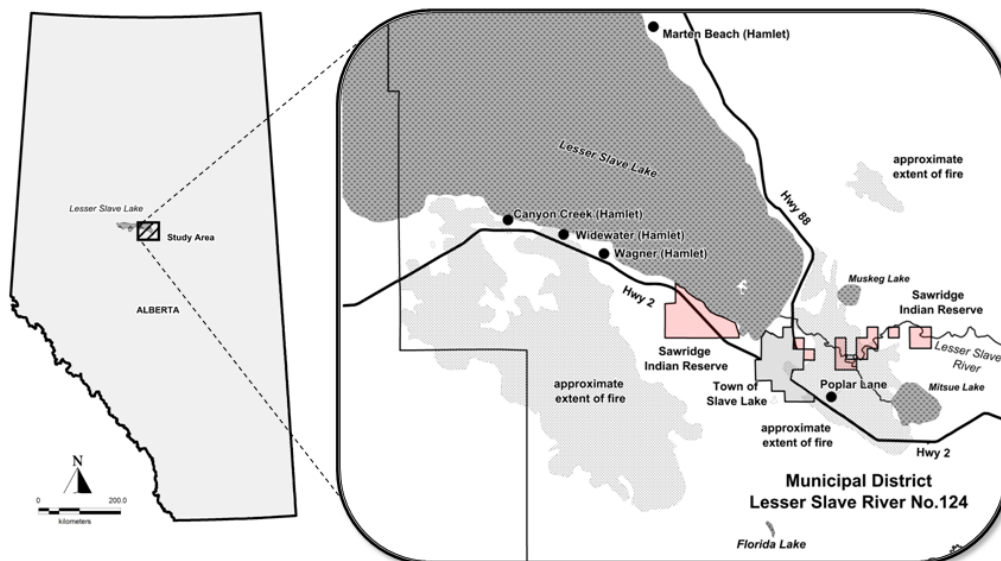 Lesser Slave Lake
Study Area
ALBERTA
N
0
200.0
kilometers
Marten Beach (Hamlet)
Lesser Slave Lake
approximate
extent of fire
Hwy 88
Canyon Creek (Hamlet)
Widewater (Hamlet)
Wagner (Hamlet)
Hwy 2
Muskeg Lake
Sawridge
Indian Reserve
Lesser Slave
River
Sawridge
Indian Reserve
approximate
extent of fire
Town of
Slave Lake
Poplar Lane
Mitsue Lake
approximate
extent of fire
Hwy 2
Municipal District
Lesser Slave River No.124
Florida Lake